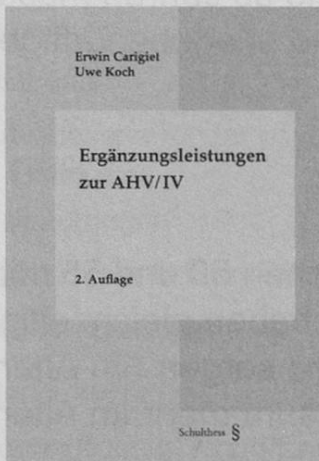 Erwin Carigiet
Uwe Koch
Ergänzungsleistungen
zur AHV/IV
2. Auflage
Schulthess §